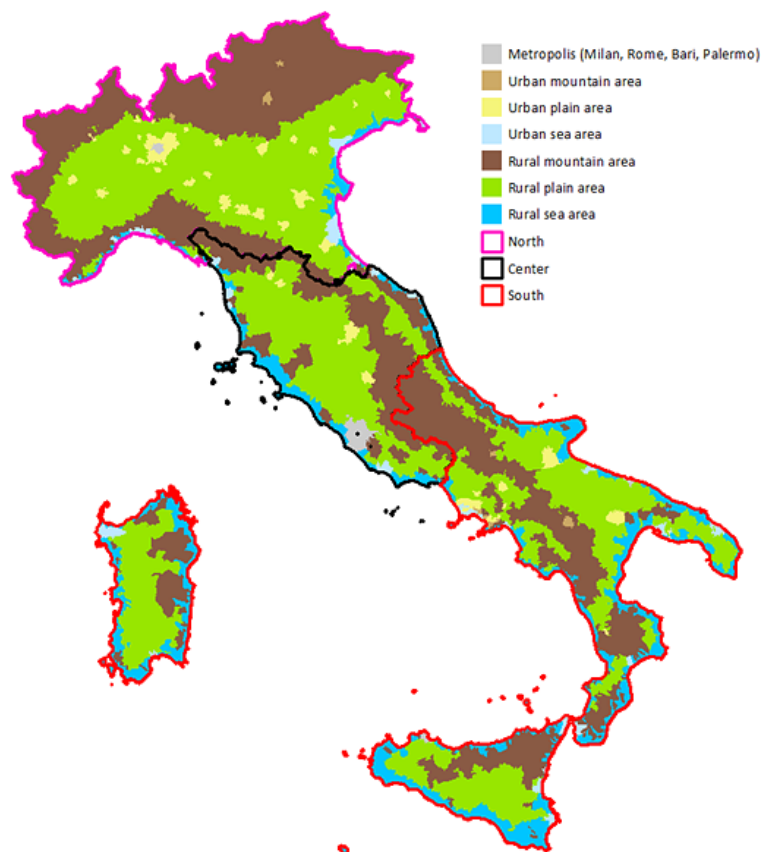 Metropolis (Milan, Rome, Bari, Palermo)
Urban mountain area
Urban plain area
Urban sea area
Rural mountain area
Rural plain area
Rural sea area
North
Center
South